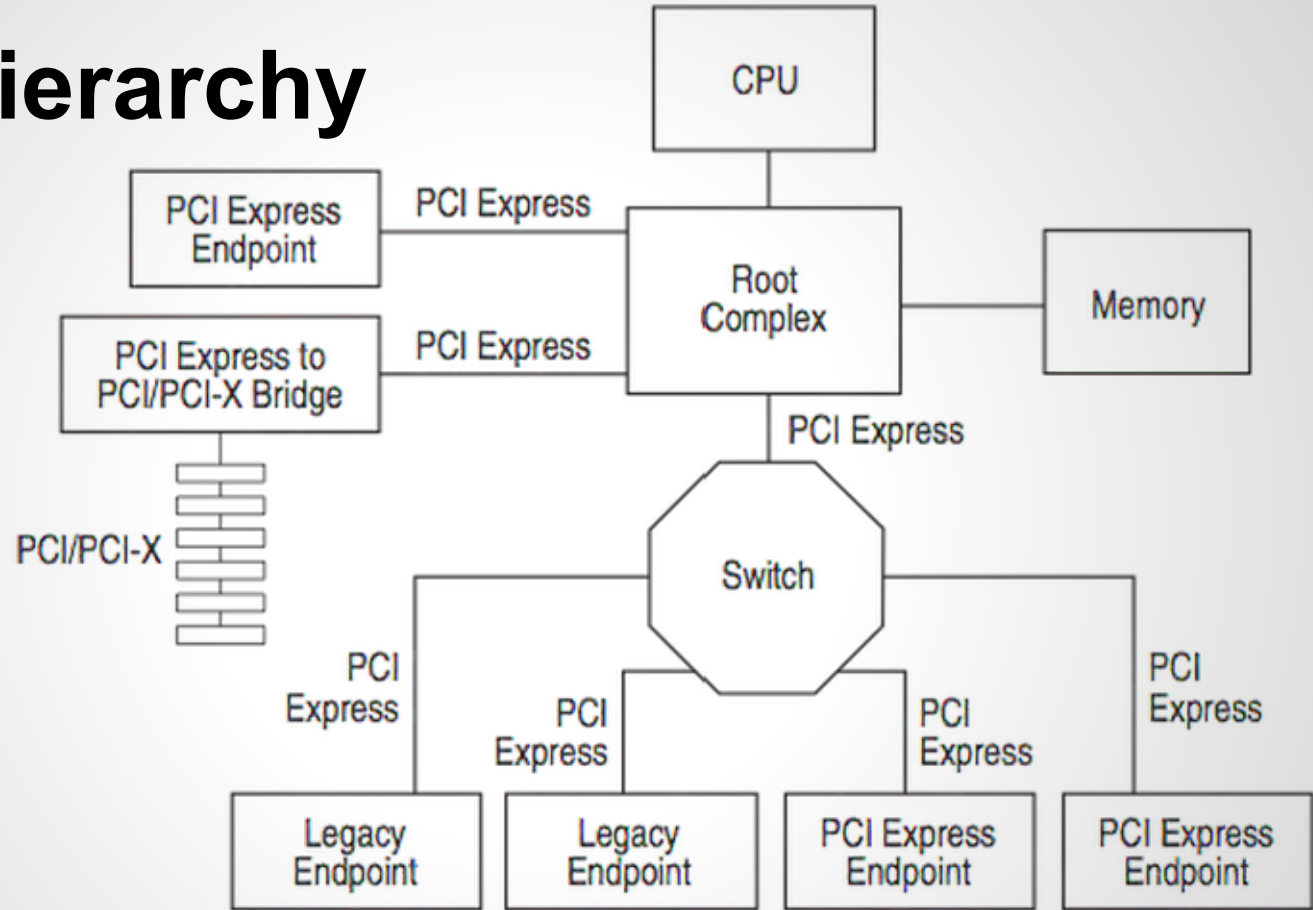 ierarchy
CPU
PCI Express
Endpoint
PCI Express
Root
Complex
Memory
PCI Express to
PCI/PCI-X Bridge
PCI Express
PCI Express
PCI/PCI-X
Switch
PCI
Express
PCI
Express
PCI
Express
PCI
Express
Legacy
Endpoint
Legacy
Endpoint
PCI Express
Endpoint
PCI Express
Endpoint